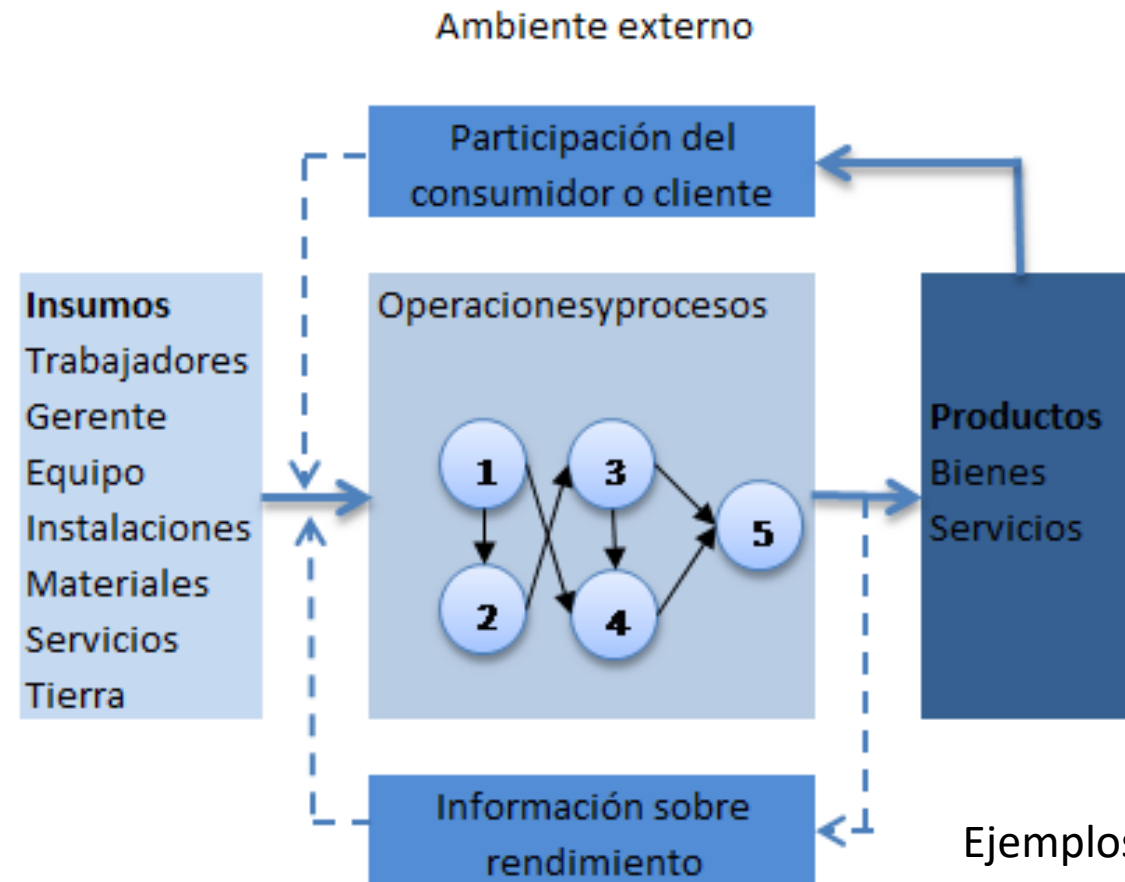 Ambiente externo
Participación del
consumidor o cliente
Insumos
Trabajadores
Gerente
Equipo
Instalaciones
Materiales
Servicios
Tierra
Operacionesyprocesos
1
3
5
2
4
Productos
Bienes
Servicios
Información sobre
rendimiento
Ejemplos